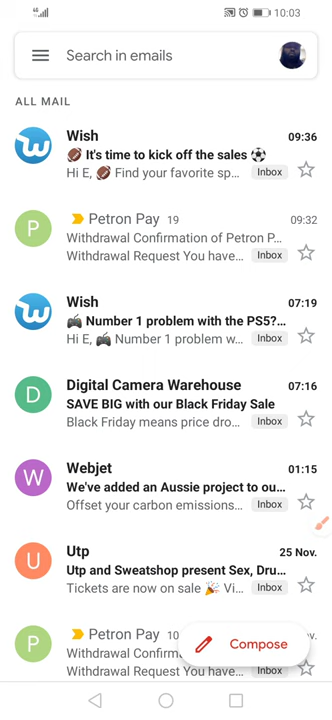 4G 10:03
Search in emails
ALL MAIL
Wish 09:36
🏈 It's time to kick off the sales ⚽
Hi E, 🏈 Find your favorite sp... Inbox
P Petron Pay 19 09:32
Withdrawal Confirmation of Petron P...
Withdrawal Request You have... Inbox
Wish 07:19
🎮 Number 1 problem with the PS5?...
Hi E, 🎮 Number 1 problem w... Inbox
D Digital Camera Warehouse 07:16
SAVE BIG with our Black Friday Sale
Black Friday means price dro... Inbox
W Webjet 01:15
We've added an Aussie project to ou...
Offset your carbon emissions... Inbox
U Utp 25 Nov.
Utp and Sweatshop present Sex, Dru...
Tickets are now on sale 🎉 Vi... Inbox
P Petron Pay 10
Withdrawal Confirm
Compose
Withdrawal Request You have... Inbox